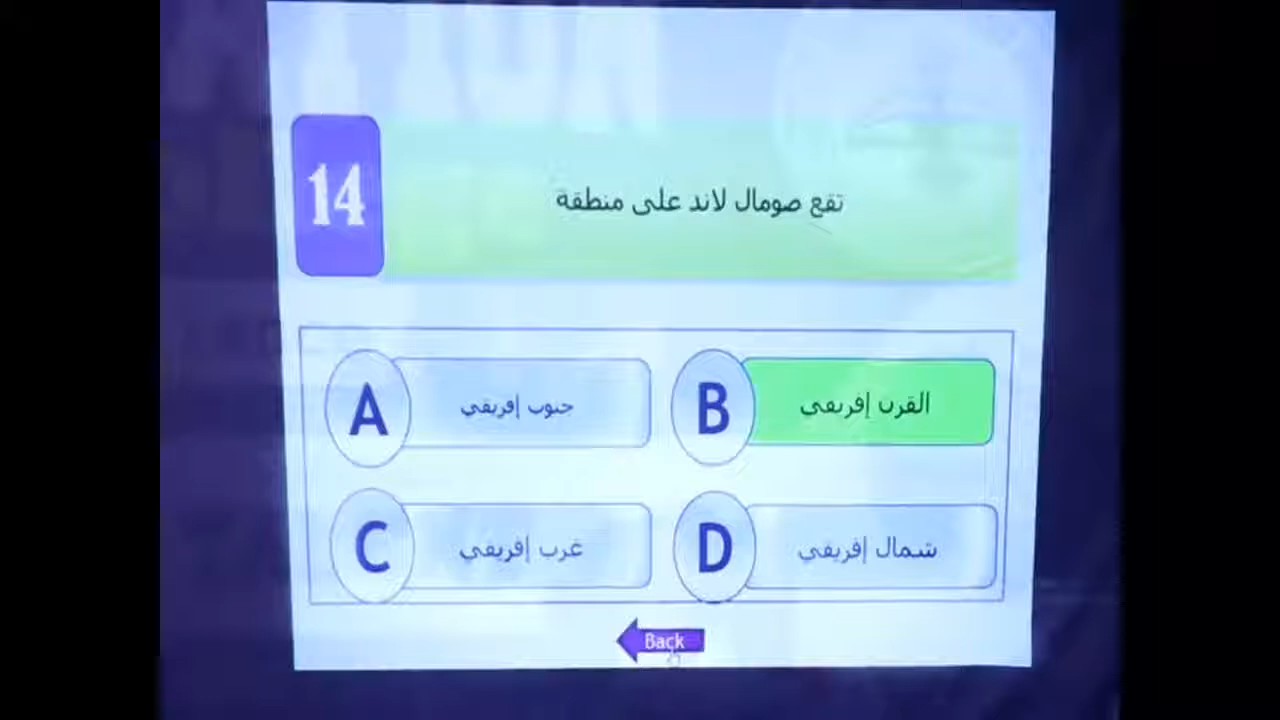 14
تقع صومال لاند على منطقة
A
جنوب إفريقي
B
القرن إفريقي
C
غرب إفريقي
D
شمال إفريقي
Back